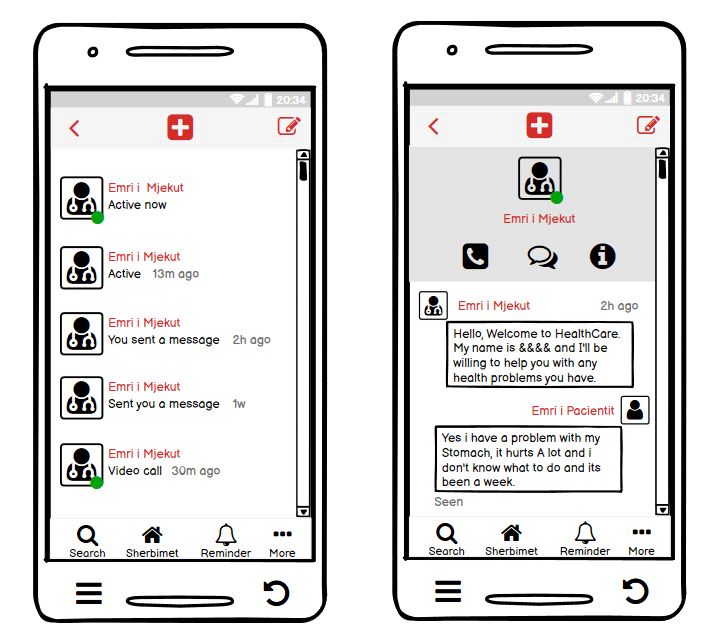 20:34
Emri i Mjekut
Active now
Emri i Mjekut
Active 13m ago
Emri i Mjekut
You sent a message 2h ago
Emri i Mjekut
Sent you a message 1w
Emri i Mjekut
Video call 30m ago
Search Sherbimet Reminder More
20:34
Emri i Mjekut
Emri i Mjekut 2h ago
Hello, Welcome to HealthCare.
My name is &&&& and I'll be
willing to help you with any
health problems you have.
Emri i Pacientit
Yes i have a problem with my
Stomach, it hurts A lot and i
don't know what to do and its
been a week.
Seen
Search Sherbimet Reminder More